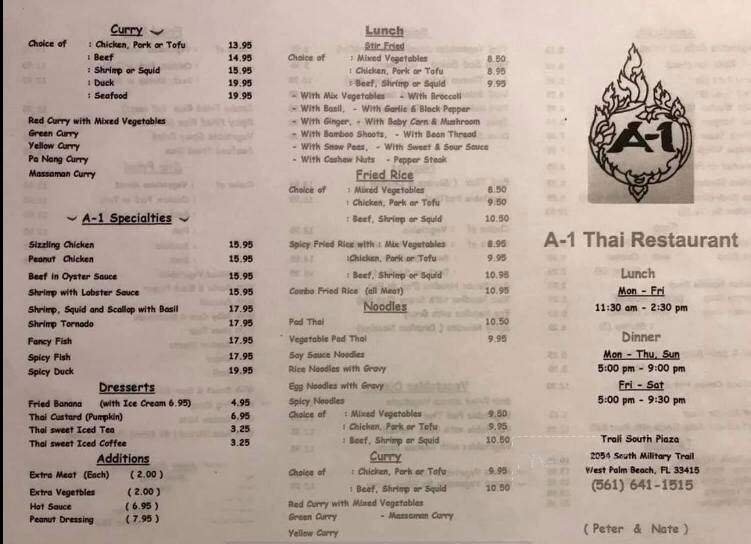 Curry
Choice of : Chicken, Pork or Tofu 13.95
: Beef 14.95
: Shrimp or Squid 15.95
: Duck 19.95
: Seafood 19.95
Red Curry with Mixed Vegetables
Green Curry
Yellow Curry
Pa Nang Curry
Massaman Curry
A-1 Specialties
Sizzling Chicken 15.95
Peanut Chicken 15.95
Beef in Oyster Sauce 15.95
Shrimp with Lobster Sauce 15.95
Shrimp, Squid and Scallop with Basil 17.95
Shrimp Tornado 17.95
Fancy Fish 17.95
Spicy Fish 17.95
Spicy Duck 19.95
Dresserts
Fried Banana (with Ice Cream 6.95) 4.95
Thai Custard (Pumpkin) 6.95
Thai sweet Iced Tea 3.25
Thai sweet Iced Coffee 3.25
Additions
Extra Meat (Each) ( 2.00 )
Extra Vegetbles ( 2.00 )
Hot Sauce ( 6.95 )
Peanut Dressing ( 7.95 )
Lunch
Stir Fried
Choice of : Mixed Vegetables 8.50
: Chicken, Pork or Tofu 8.95
: Beef, Shrimp or Squid 9.95
- With Mix Vegetables - With Broccoli
- With Basil, - With Garlic & Black Pepper
- With Ginger, - With Baby Corn & Mushroom
- With Bamboo Shoots, - With Bean Thread
- With Snow Peas, - With Sweet & Sour Sauce
- With Cashew Nuts - Pepper Steak
Fried Rice
Choice of : Mixed Vegetables 8.50
: Chicken, Pork or Tofu 9.50
: Beef, Shrimp or Squid 10.50
Spicy Fried Rice with : Mix Vegetables 8.95
:Chicken, Pork or Tofu 9.95
: Beef, Shrimp or Squid 10.95
Combo Fried Rice (all Meat) 10.95
Noodles
Pad Thai 10.50
Vegetable Pad Thai 9.95
Soy Sauce Noodles
Rice Noodles with Gravy
Egg Noodles with Gravy
Spicy Noodles
Choice of : Mixed Vegetables 9.50
: Chicken, Pork or Tofu 9.95
: Beef, Shrimp or Squid 10.50
Curry
Choice of : Chicken, Pork or Tofu 9.95
: Beef, Shrimp or Squid 10.50
Red Curry with Mixed Vegetables
Green Curry - Massaman Curry
Yellow Curry
A-1
A-1 Thai Restaurant
Lunch
Mon - Fri
11:30 am - 2:30 pm
Dinner
Mon - Thu, Sun
5:00 pm - 9:00 pm
Fri - Sat
5:00 pm - 9:30 pm
Trail South Plaza
2054 South Military Trail
West Palm Beach, FL 33415
(561) 641-1515
( Peter & Nate )